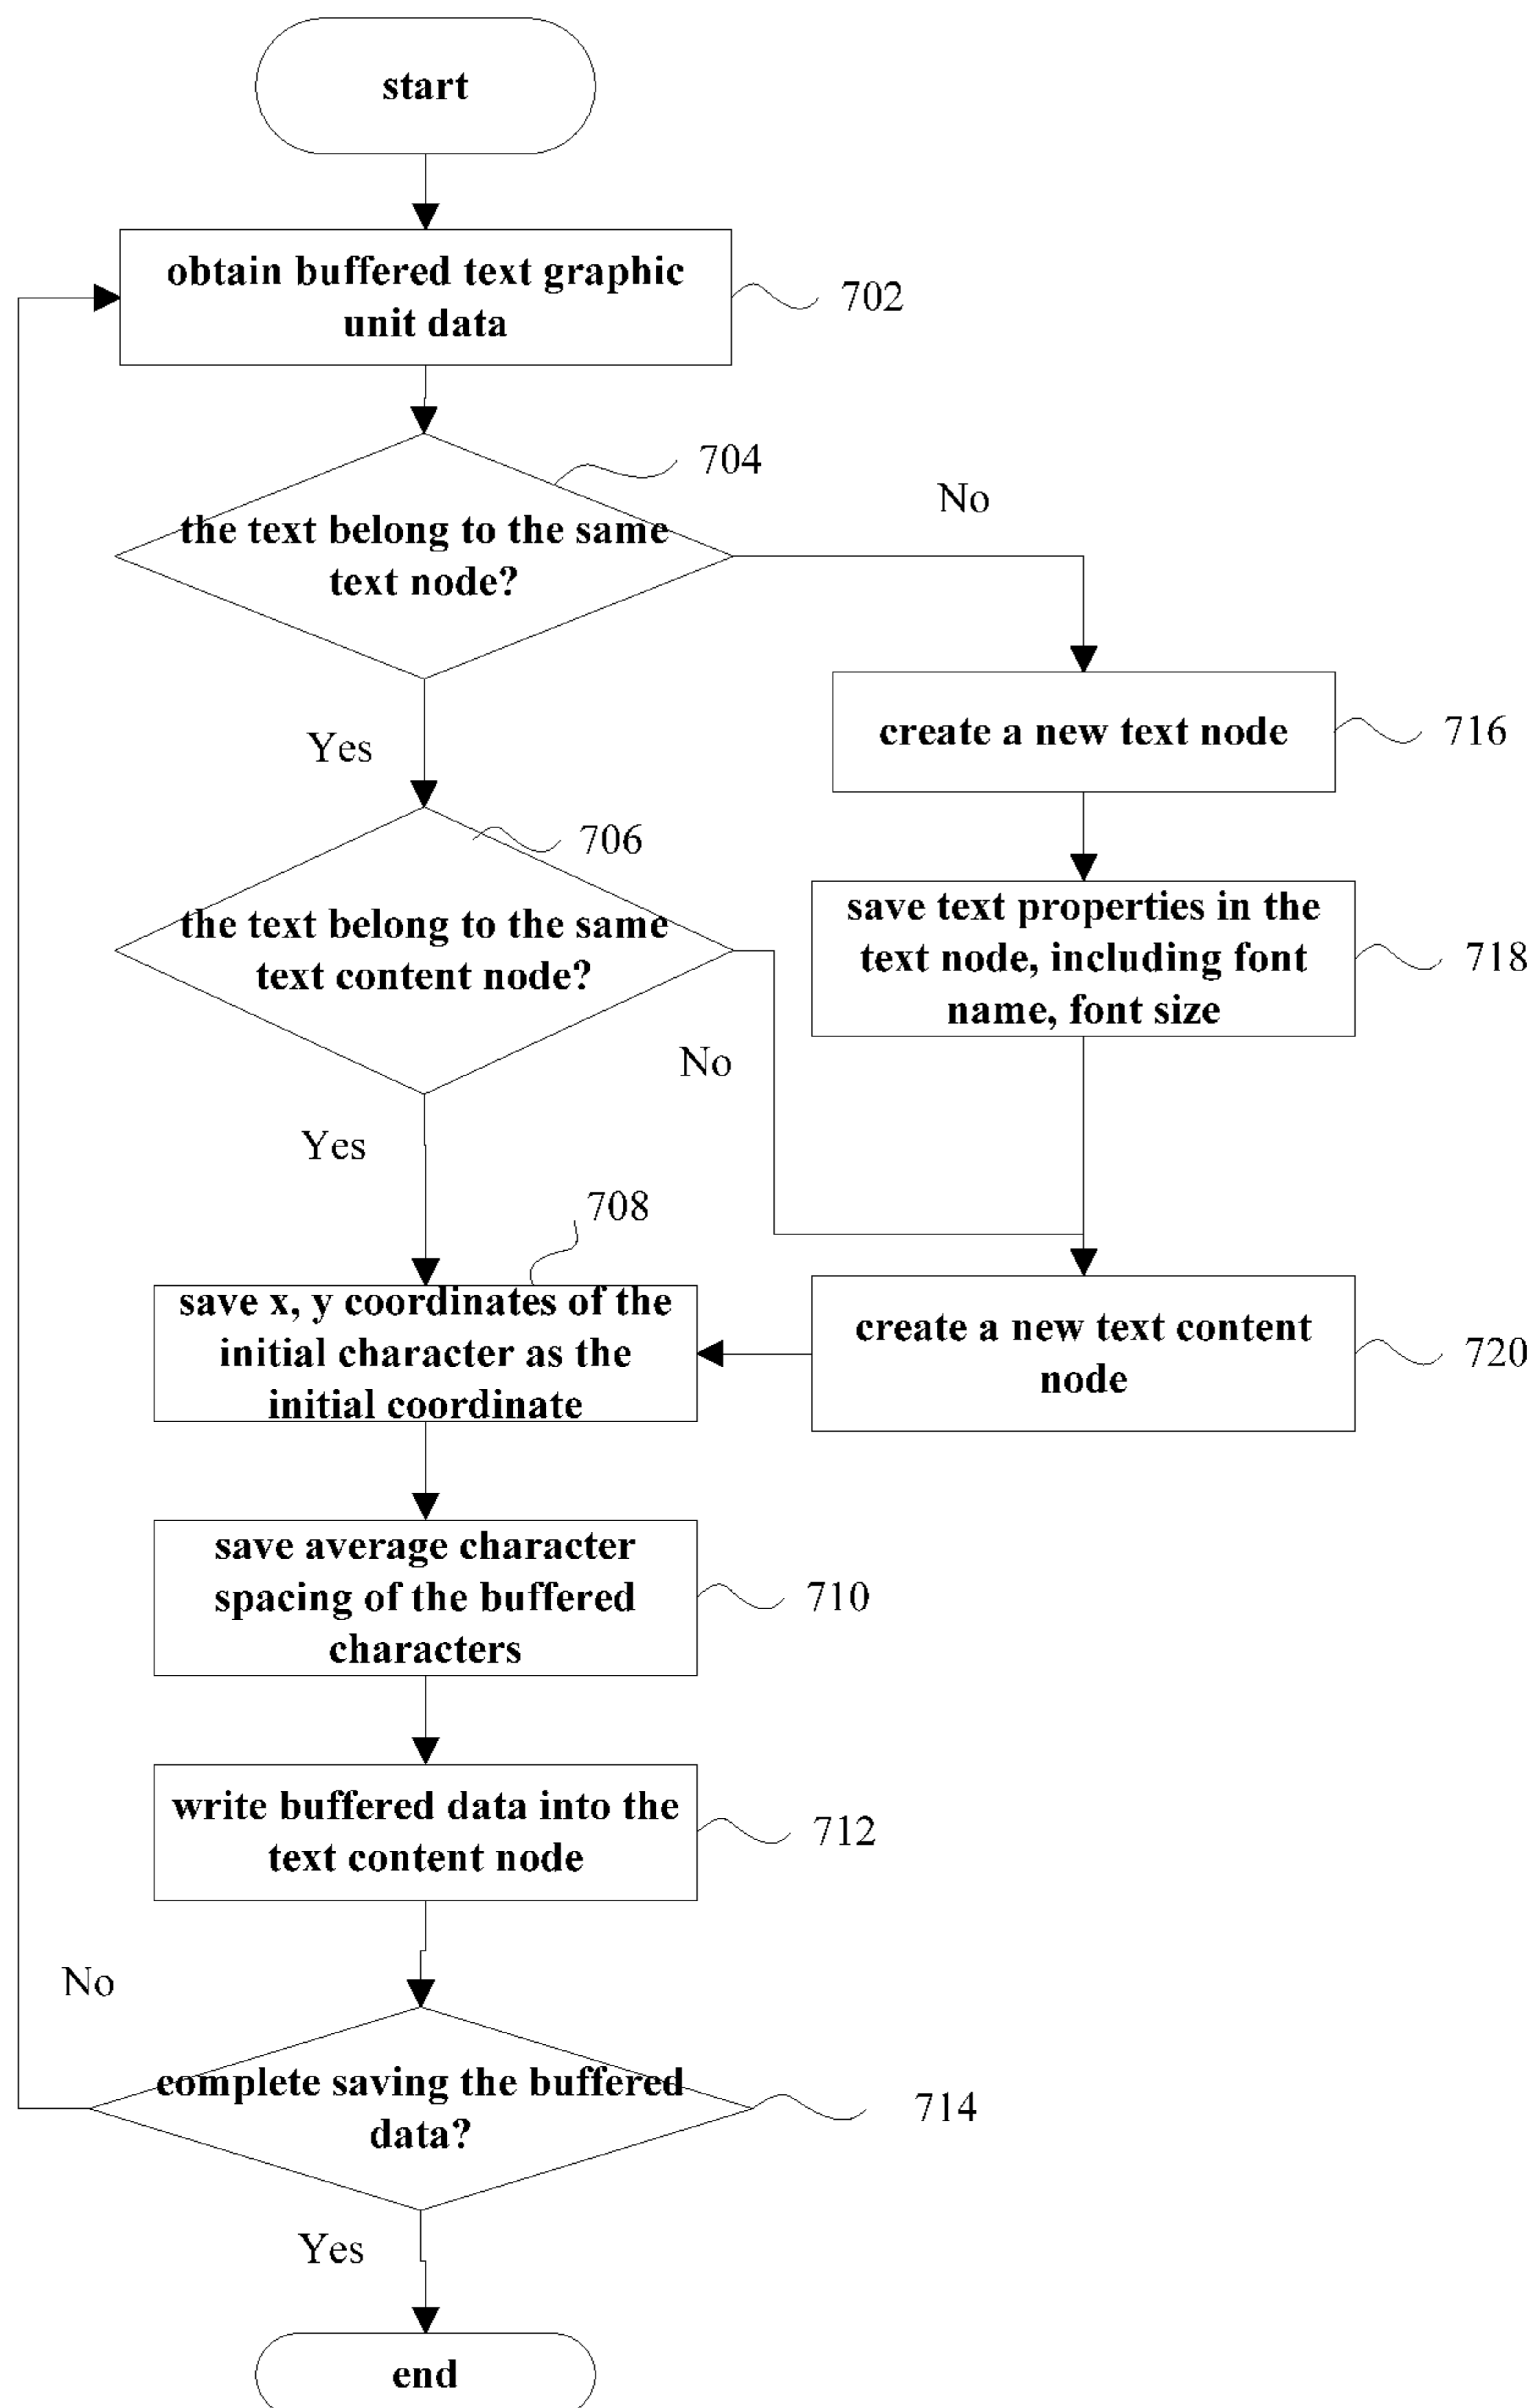 start
obtain buffered text graphic
unit data
702
704
No
the text belong to the same
text node?
Yes
create a new text node
716
706
the text belong to the same
text content node?
save text properties in the
text node, including font
name, font size
718
No
Yes
708
save x, y coordinates of the
initial character as the
initial coordinate
create a new text content
node
720
save average character
spacing of the buffered
characters
710
write buffered data into the
text content node
712
No
complete saving the buffered
data?
714
Yes
end